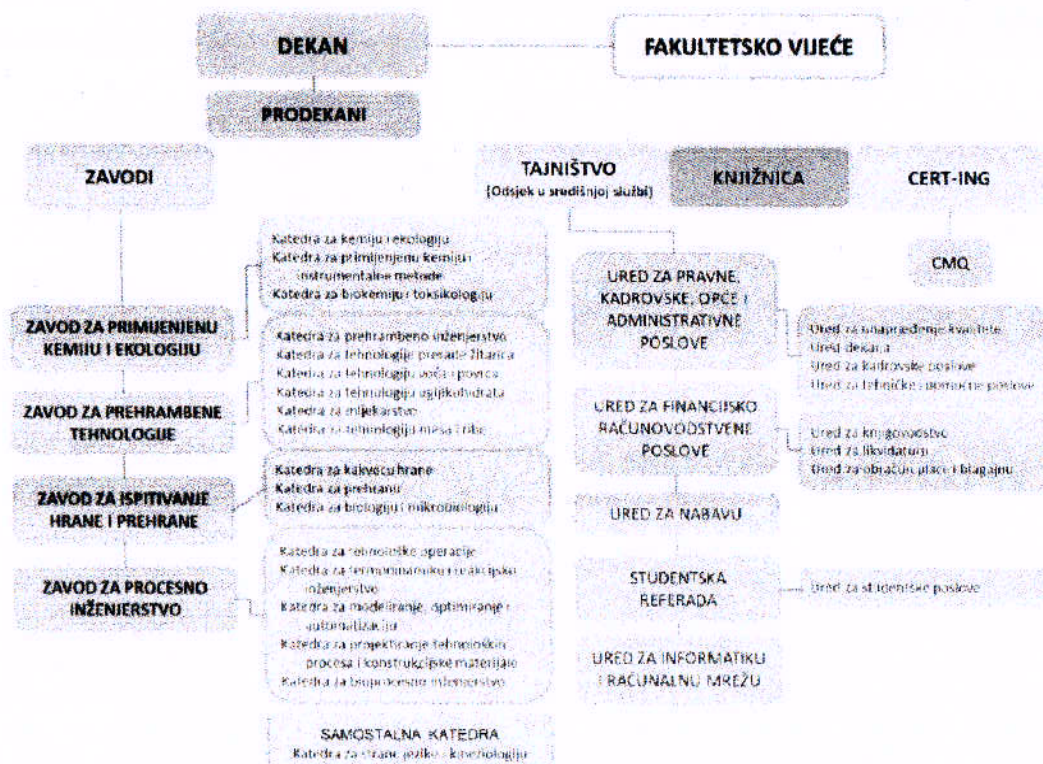 DEKAN
FAKULTETSKO VIJEĆE
PRODEKANI
ZAVODI
TAJNIŠTVO
(Odsjek u središnjoj službi)
KNJIŽNICA
CERT-ING
CMQ
ZAVOD ZA PRIMIJENJENU
KEMIJU I EKOLOGIJU
Katedra za kemiju i ekologiju
Katedra za primijenjenu kemiju i
instrumentalne metode
Katedra za biokemiju i toksikologiju
ZAVOD ZA PREHRAMBENE
TEHNOLOGIJE
Katedra za prehrambeno inženjerstvo
Katedra za tehnologije prerade žitarica
Katedra za tehnologiju voća i povrća
Katedra za tehnologiju ugljikohidrata
Katedra za mljekarstvo
Katedra za tehnologiju mesa i ribe
ZAVOD ZA ISPITIVANJE
HRANE I PREHRANE
Katedra za kakvoću hrane
Katedra za prehranu
Katedra za biologiju i mikrobiologiju
ZAVOD ZA PROCESNO
INŽENJERSTVO
Katedra za tehnološke operacije
Katedra za termodinamiku i reakcijsko
inženjerstvo
Katedra za modeliranje, optimiranje i
automatizaciju
Katedra za projektiranje tehnoloških
procesa i konstrukcijske materijale
Katedra za bioprocesno inženjerstvo
SAMOSTALNA KATEDRA
Katedra za strane jezike i kineziologiju
URED ZA PRAVNE,
KADROVSKE, OPĆE I
ADMINISTRATIVNE
POSLOVE
Ured za unapređenje kvalitete
Ured dekana
Ured za kadrovske poslove
Ured za tehničke i pomoćne poslove
URED ZA FINANCIJSKO
RAČUNOVODSTVENE
POSLOVE
Ured za knjigovodstvo
Ured za likvidaturu
Ured za obračun plaće i blagajnu
URED ZA NABAVU
STUDENTSKA
REFERADA
Ured za studentske poslove
URED ZA INFORMATIKU
I RAČUNALNU MREŽU